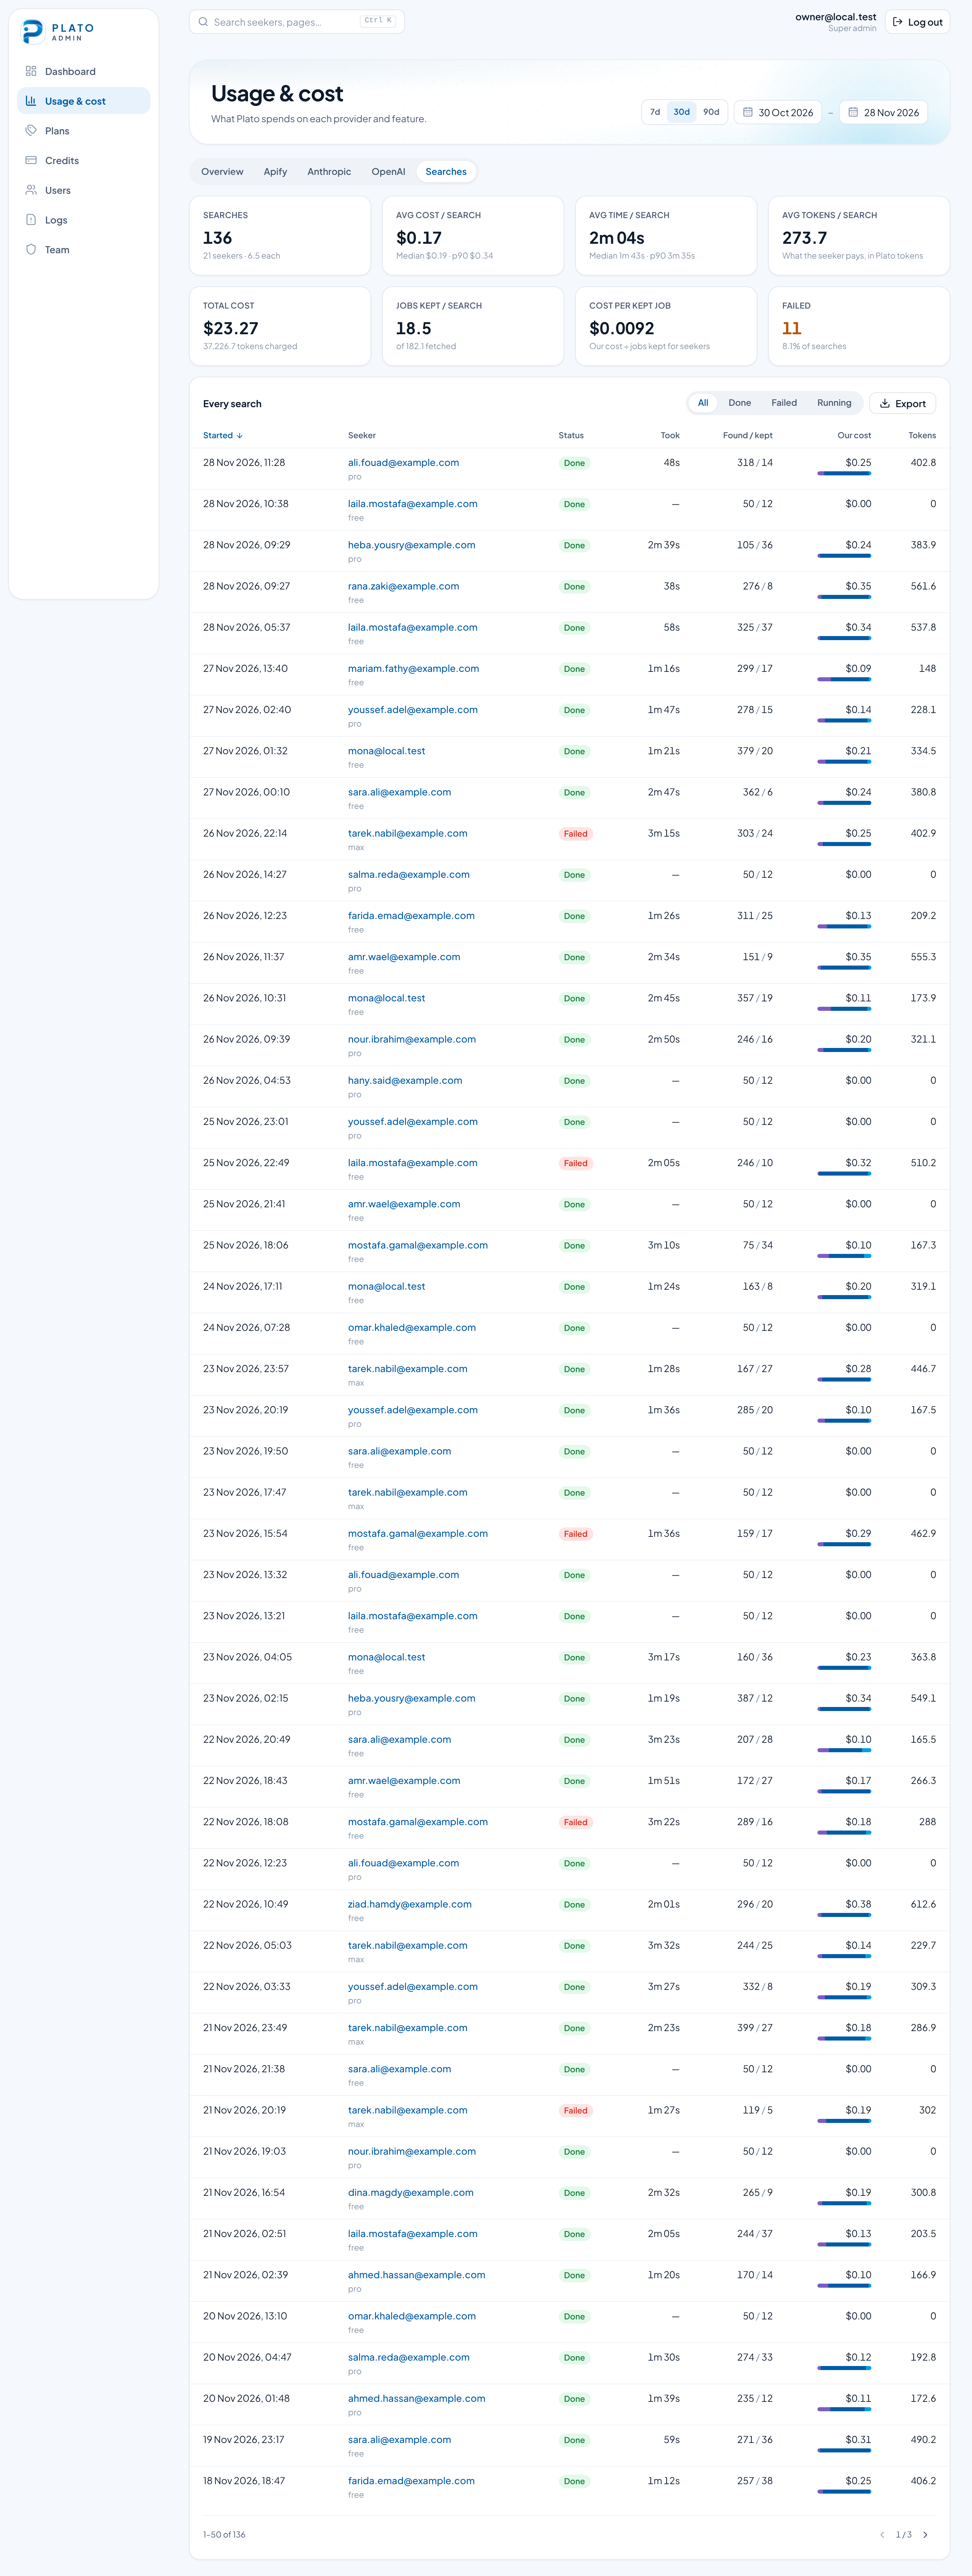 PLATO
ADMIN
Dashboard
Usage & cost
Plans
Credits
Users
Logs
Team
Search seekers, pages… Ctrl K
owner@local.test
Super admin
Log out
Usage & cost
What Plato spends on each provider and feature.
7d 30d 90d 30 Oct 2026 – 28 Nov 2026
Overview Apify Anthropic OpenAI Searches
SEARCHES
136
21 seekers · 6.5 each
AVG COST / SEARCH
$0.17
Median $0.19 · p90 $0.34
AVG TIME / SEARCH
2m 04s
Median 1m 43s · p90 3m 35s
AVG TOKENS / SEARCH
273.7
What the seeker pays, in Plato tokens
TOTAL COST
$23.27
37,226.7 tokens charged
JOBS KEPT / SEARCH
18.5
of 182.1 fetched
COST PER KEPT JOB
$0.0092
Our cost ÷ jobs kept for seekers
FAILED
11
8.1% of searches
Every search
All Done Failed Running Export
Started ↓ Seeker Status Took Found / kept Our cost Tokens
28 Nov 2026, 11:28 ali.fouad@example.com Done 48s 318 / 14 $0.25 402.8
pro
28 Nov 2026, 10:38 laila.mostafa@example.com Done — 50 / 12 $0.00 0
free
28 Nov 2026, 09:29 heba.yousry@example.com Done 2m 39s 105 / 36 $0.24 383.9
pro
28 Nov 2026, 09:27 rana.zaki@example.com Done 38s 276 / 8 $0.35 561.6
free
28 Nov 2026, 05:37 laila.mostafa@example.com Done 58s 325 / 37 $0.34 537.8
free
27 Nov 2026, 13:40 mariam.fathy@example.com Done 1m 16s 299 / 17 $0.09 148
free
27 Nov 2026, 02:40 youssef.adel@example.com Done 1m 47s 278 / 15 $0.14 228.1
pro
27 Nov 2026, 01:32 mona@local.test Done 1m 21s 379 / 20 $0.21 334.5
free
27 Nov 2026, 00:10 sara.ali@example.com Done 2m 47s 362 / 6 $0.24 380.8
free
26 Nov 2026, 22:14 tarek.nabil@example.com Failed 3m 15s 303 / 24 $0.25 402.9
max
26 Nov 2026, 14:27 salma.reda@example.com Done — 50 / 12 $0.00 0
pro
26 Nov 2026, 12:23 farida.emad@example.com Done 1m 26s 311 / 25 $0.13 209.2
free
26 Nov 2026, 11:37 amr.wael@example.com Done 2m 34s 151 / 9 $0.35 555.3
free
26 Nov 2026, 10:31 mona@local.test Done 2m 45s 357 / 19 $0.11 173.9
free
26 Nov 2026, 09:39 nour.ibrahim@example.com Done 2m 50s 246 / 16 $0.20 321.1
pro
26 Nov 2026, 04:53 hany.said@example.com Done — 50 / 12 $0.00 0
pro
25 Nov 2026, 23:01 youssef.adel@example.com Done — 50 / 12 $0.00 0
pro
25 Nov 2026, 22:49 laila.mostafa@example.com Failed 2m 05s 246 / 10 $0.32 510.2
free
25 Nov 2026, 21:41 amr.wael@example.com Done — 50 / 12 $0.00 0
free
25 Nov 2026, 18:06 mostafa.gamal@example.com Done 3m 10s 75 / 34 $0.10 167.3
free
24 Nov 2026, 17:11 mona@local.test Done 1m 24s 163 / 8 $0.20 319.1
free
24 Nov 2026, 07:28 omar.khaled@example.com Done — 50 / 12 $0.00 0
free
23 Nov 2026, 23:57 tarek.nabil@example.com Done 1m 28s 167 / 27 $0.28 446.7
max
23 Nov 2026, 20:19 youssef.adel@example.com Done 1m 36s 285 / 20 $0.10 167.5
pro
23 Nov 2026, 19:50 sara.ali@example.com Done — 50 / 12 $0.00 0
free
23 Nov 2026, 17:47 tarek.nabil@example.com Done — 50 / 12 $0.00 0
max
23 Nov 2026, 15:54 mostafa.gamal@example.com Failed 1m 36s 159 / 17 $0.29 462.9
free
23 Nov 2026, 13:32 ali.fouad@example.com Done — 50 / 12 $0.00 0
pro
23 Nov 2026, 13:21 laila.mostafa@example.com Done — 50 / 12 $0.00 0
free
23 Nov 2026, 04:05 mona@local.test Done 3m 17s 160 / 36 $0.23 363.8
free
23 Nov 2026, 02:15 heba.yousry@example.com Done 1m 19s 387 / 12 $0.34 549.1
pro
22 Nov 2026, 20:49 sara.ali@example.com Done 3m 23s 207 / 28 $0.10 165.5
free
22 Nov 2026, 18:43 amr.wael@example.com Done 1m 51s 172 / 27 $0.17 266.3
free
22 Nov 2026, 18:08 mostafa.gamal@example.com Failed 3m 22s 289 / 16 $0.18 288
free
22 Nov 2026, 12:23 ali.fouad@example.com Done — 50 / 12 $0.00 0
pro
22 Nov 2026, 10:49 ziad.hamdy@example.com Done 2m 01s 296 / 20 $0.38 612.6
free
22 Nov 2026, 05:03 tarek.nabil@example.com Done 3m 32s 244 / 25 $0.14 229.7
max
22 Nov 2026, 03:33 youssef.adel@example.com Done 3m 27s 332 / 8 $0.19 309.3
pro
21 Nov 2026, 23:49 tarek.nabil@example.com Done 2m 23s 399 / 27 $0.18 286.9
max
21 Nov 2026, 21:38 sara.ali@example.com Done — 50 / 12 $0.00 0
free
21 Nov 2026, 20:19 tarek.nabil@example.com Failed 1m 27s 119 / 5 $0.19 302
max
21 Nov 2026, 19:03 nour.ibrahim@example.com Done — 50 / 12 $0.00 0
pro
21 Nov 2026, 16:54 dina.magdy@example.com Done 2m 32s 265 / 9 $0.19 300.8
free
21 Nov 2026, 02:51 laila.mostafa@example.com Done 2m 05s 244 / 37 $0.13 203.5
free
21 Nov 2026, 02:39 ahmed.hassan@example.com Done 1m 20s 170 / 14 $0.10 166.9
pro
20 Nov 2026, 13:10 omar.khaled@example.com Done — 50 / 12 $0.00 0
free
20 Nov 2026, 04:47 salma.reda@example.com Done 1m 30s 274 / 33 $0.12 192.8
pro
20 Nov 2026, 01:48 ahmed.hassan@example.com Done 1m 39s 235 / 12 $0.11 172.6
pro
19 Nov 2026, 23:17 sara.ali@example.com Done 59s 271 / 36 $0.31 490.2
free
18 Nov 2026, 18:47 farida.emad@example.com Done 1m 12s 257 / 38 $0.25 406.2
free
1–50 of 136 1 / 3